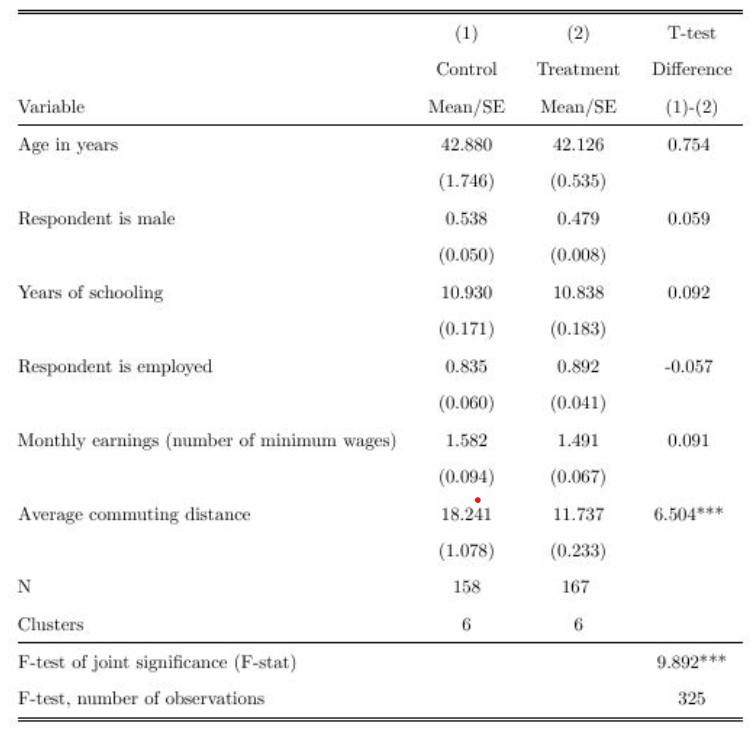 (1) (2) T-test
Control Treatment Difference
Variable Mean/SE Mean/SE (1)-(2)
Age in years 42.880 42.126 0.754
(1.746) (0.535)
Respondent is male 0.538 0.479 0.059
(0.050) (0.008)
Years of schooling 10.930 10.838 0.092
(0.171) (0.183)
Respondent is employed 0.835 0.892 -0.057
(0.060) (0.041)
Monthly earnings (number of minimum wages) 1.582 1.491 0.091
(0.094) (0.067)
Average commuting distance 18.241 11.737 6.504***
(1.078) (0.233)
N 158 167
Clusters 6 6
F-test of joint significance (F-stat) 9.892***
F-test, number of observations 325